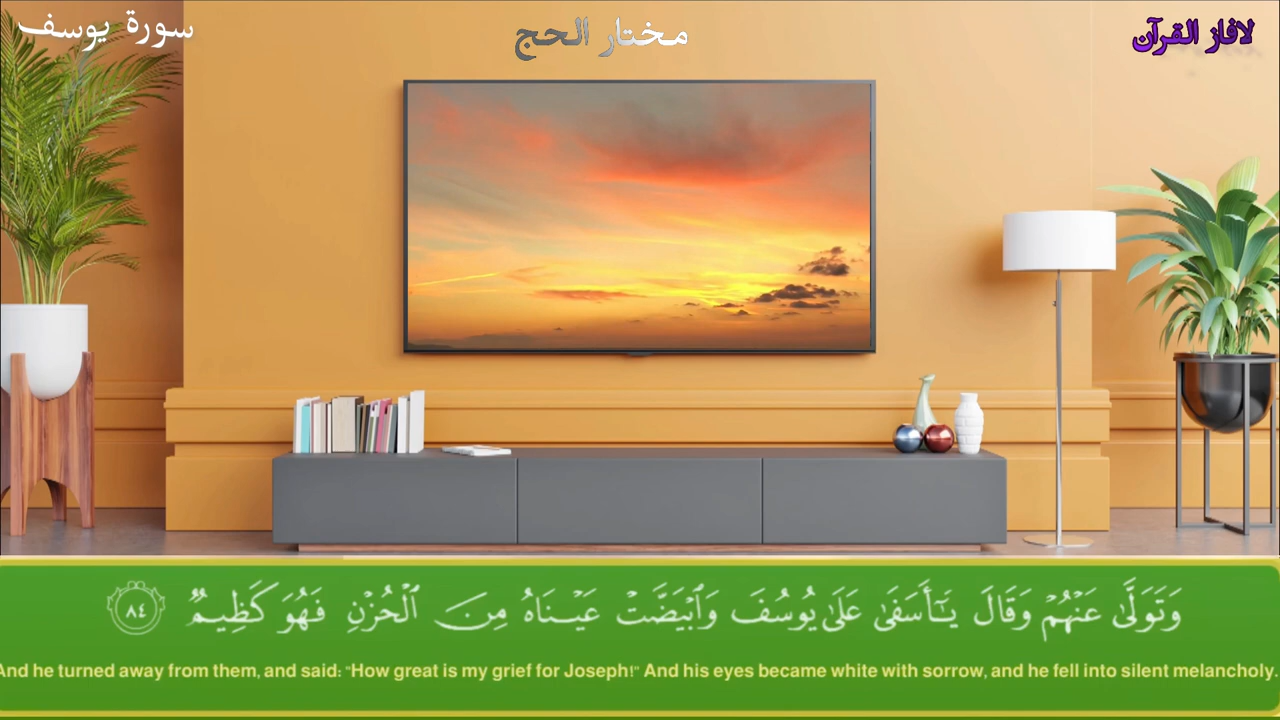 سورة يوسف
مختار الحج
لافاز القرآن
وَتَوَلَّىٰ عَنْهُمْ وَقَالَ يَـٰٓأَسَفَىٰ عَلَىٰ يُوسُفَ وَٱبْيَضَّتْ عَيْنَاهُ مِنَ ٱلْحُزْنِ فَهُوَ كَظِيمٌ ٨٤
And he turned away from them, and said: "How great is my grief for Joseph!" And his eyes became white with sorrow, and he fell into silent melancholy.